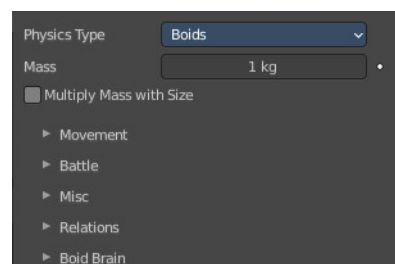 Physics Type Boids
Mass 1 kg
Multiply Mass with Size
Movement
Battle
Misc
Relations
Boid Brain